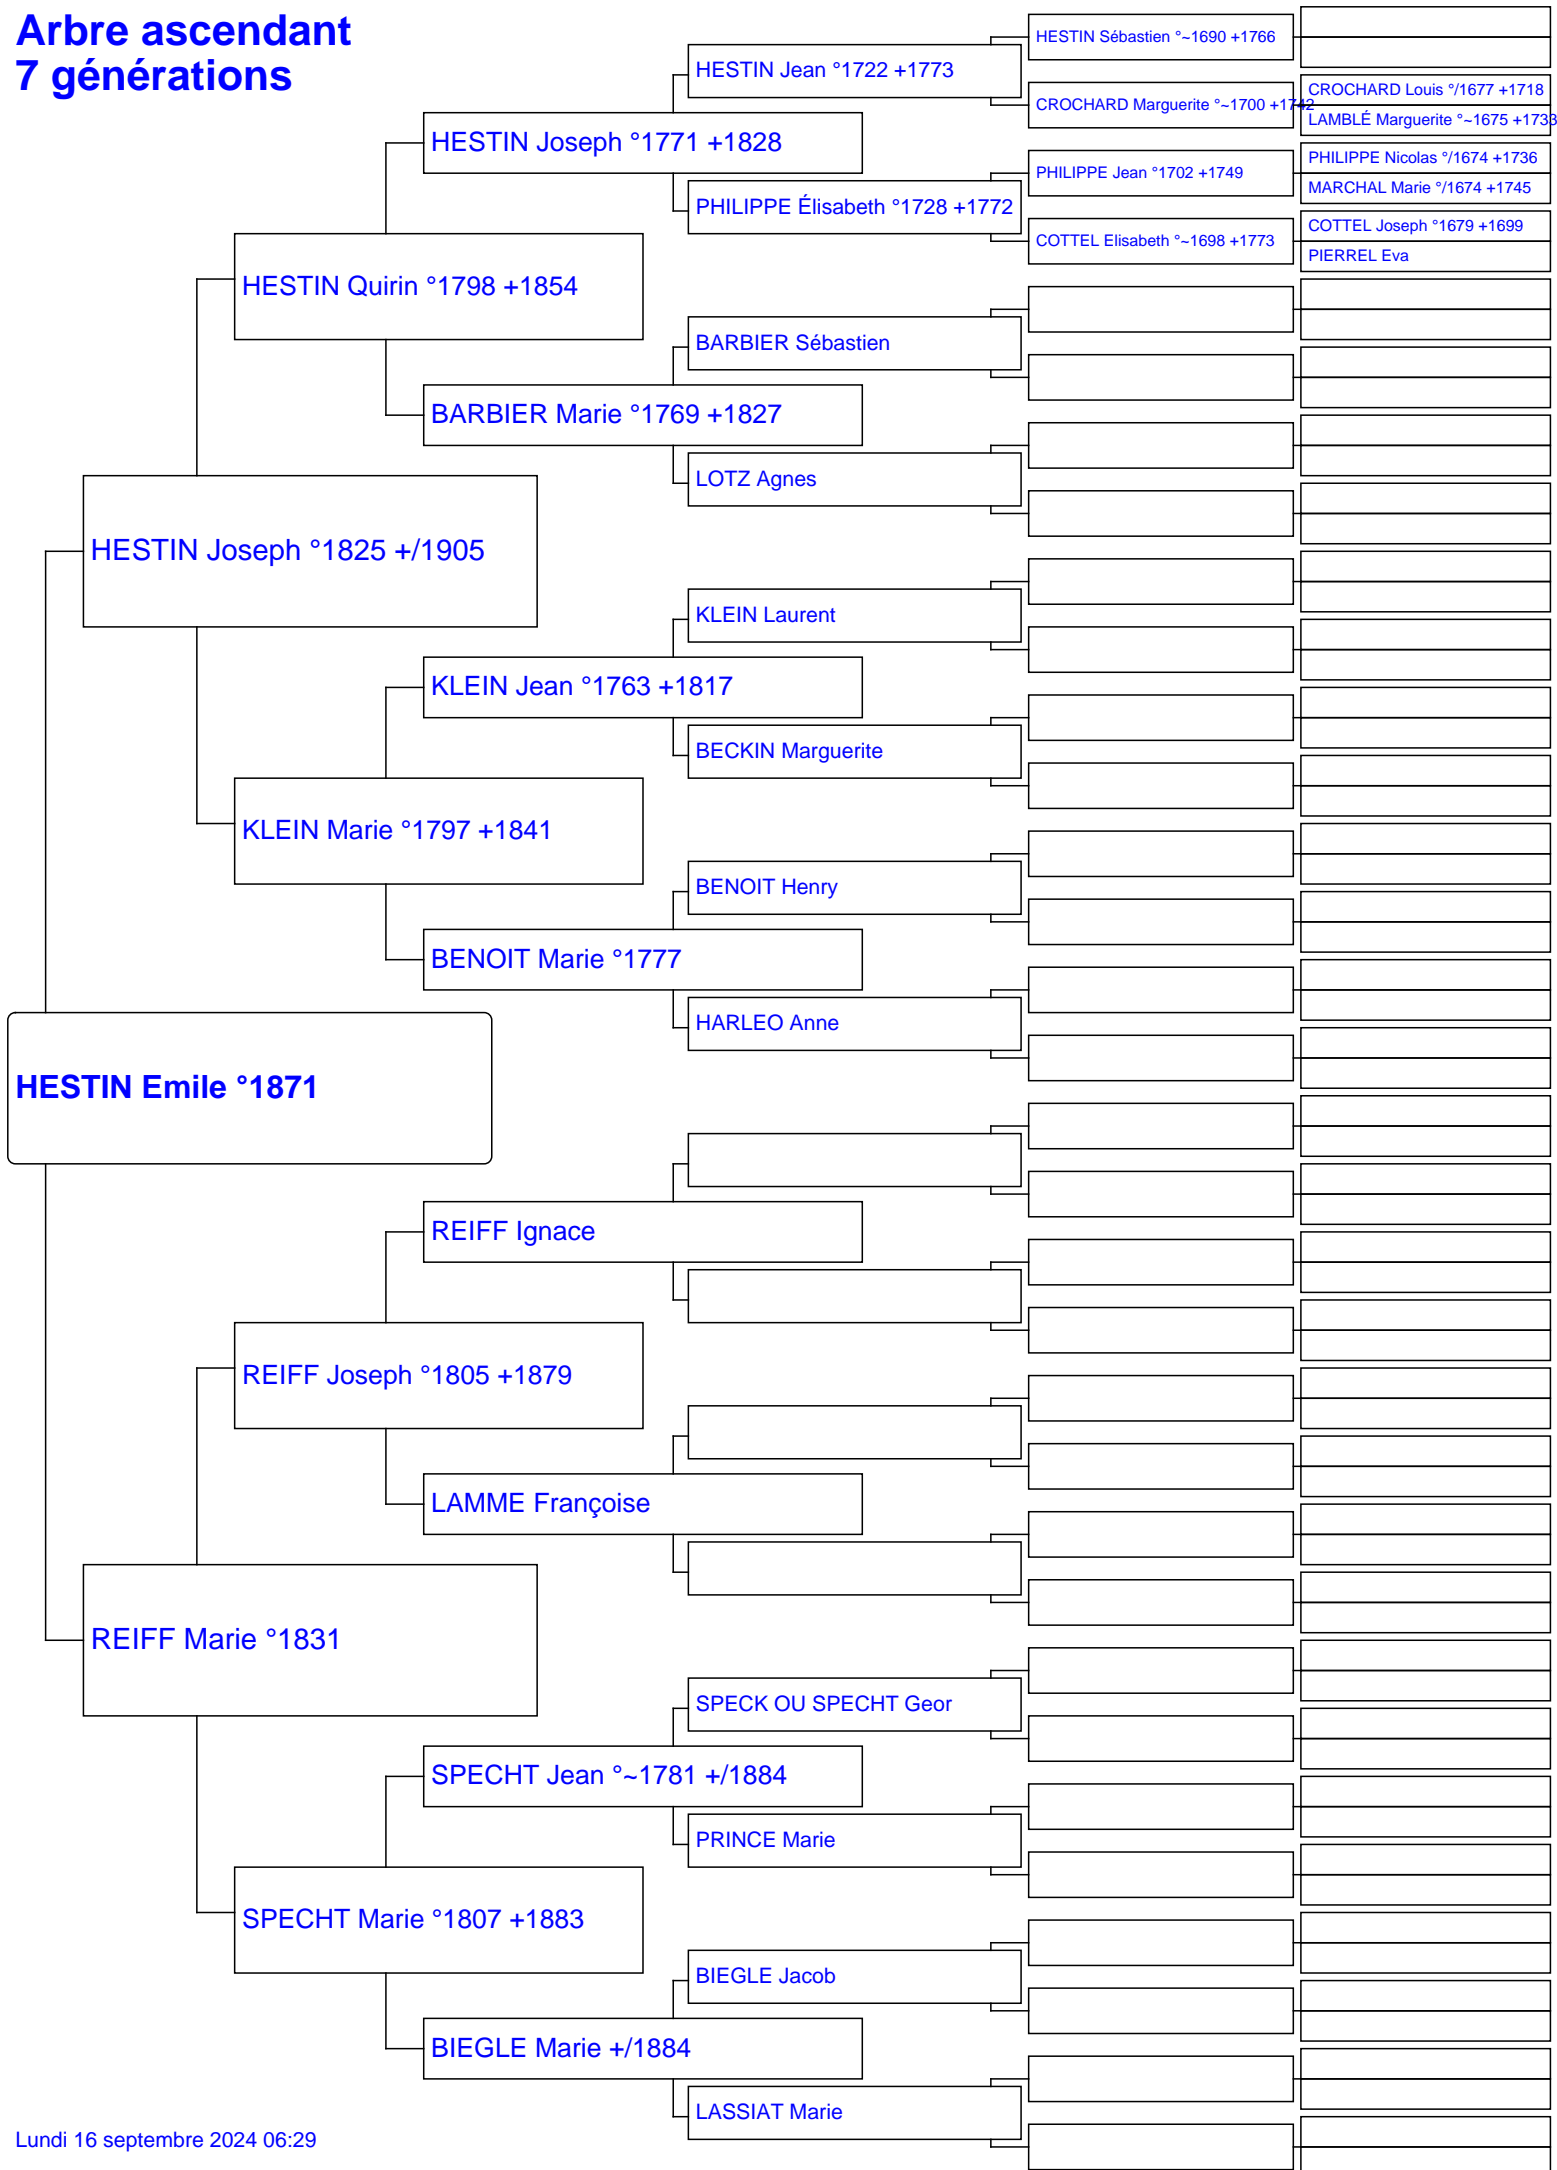 Arbre ascendant
7 générations
HESTIN Sébastien °~1690 +1766
HESTIN Jean °1722 +1773
CROCHARD Louis °/1677 +1718
CROCHARD Marguerite °~1700 +1742
LAMBLÉ Marguerite °~1675 +1733
HESTIN Joseph °1771 +1828
PHILIPPE Nicolas °/1674 +1736
PHILIPPE Jean °1702 +1749
MARCHAL Marie °/1674 +1745
PHILIPPE Élisabeth °1728 +1772
COTTEL Joseph °1679 +1699
COTTEL Elisabeth °~1698 +1773
PIERREL Eva
HESTIN Quirin °1798 +1854
BARBIER Sébastien
BARBIER Marie °1769 +1827
LOTZ Agnes
HESTIN Joseph °1825 +/1905
KLEIN Laurent
KLEIN Jean °1763 +1817
BECKIN Marguerite
KLEIN Marie °1797 +1841
BENOIT Henry
BENOIT Marie °1777
HARLEO Anne
HESTIN Emile °1871
REIFF Ignace
REIFF Joseph °1805 +1879
LAMME Françoise
REIFF Marie °1831
SPECK OU SPECHT Geor
SPECHT Jean °~1781 +/1884
PRINCE Marie
SPECHT Marie °1807 +1883
BIEGLE Jacob
BIEGLE Marie +/1884
LASSIAT Marie
Lundi 16 septembre 2024 06:29